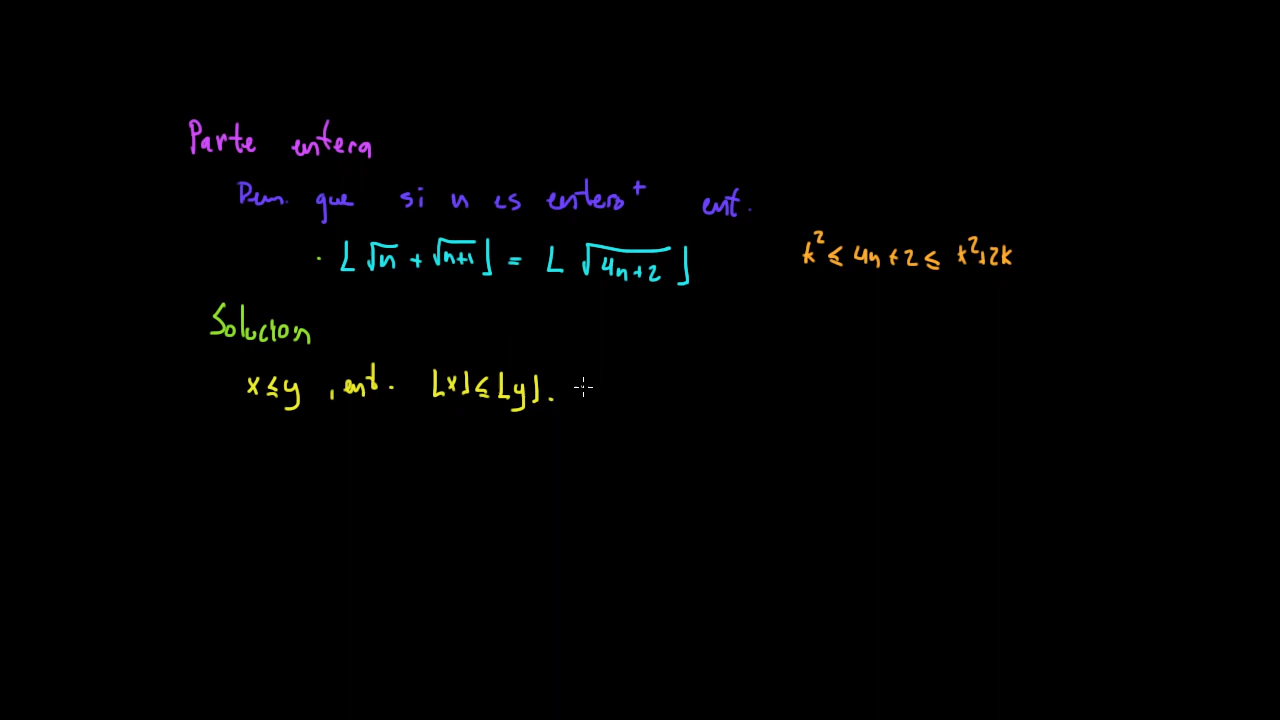 Parte entera
Dem. que si n es entero⁺ ent.
· ⌊√n + √n+1⌋ = ⌊√4n+2⌋
k² ≤ 4n+2 ≤ k²+2k
Solucion
x≤y , ent. ⌊x⌋≤⌊y⌋.